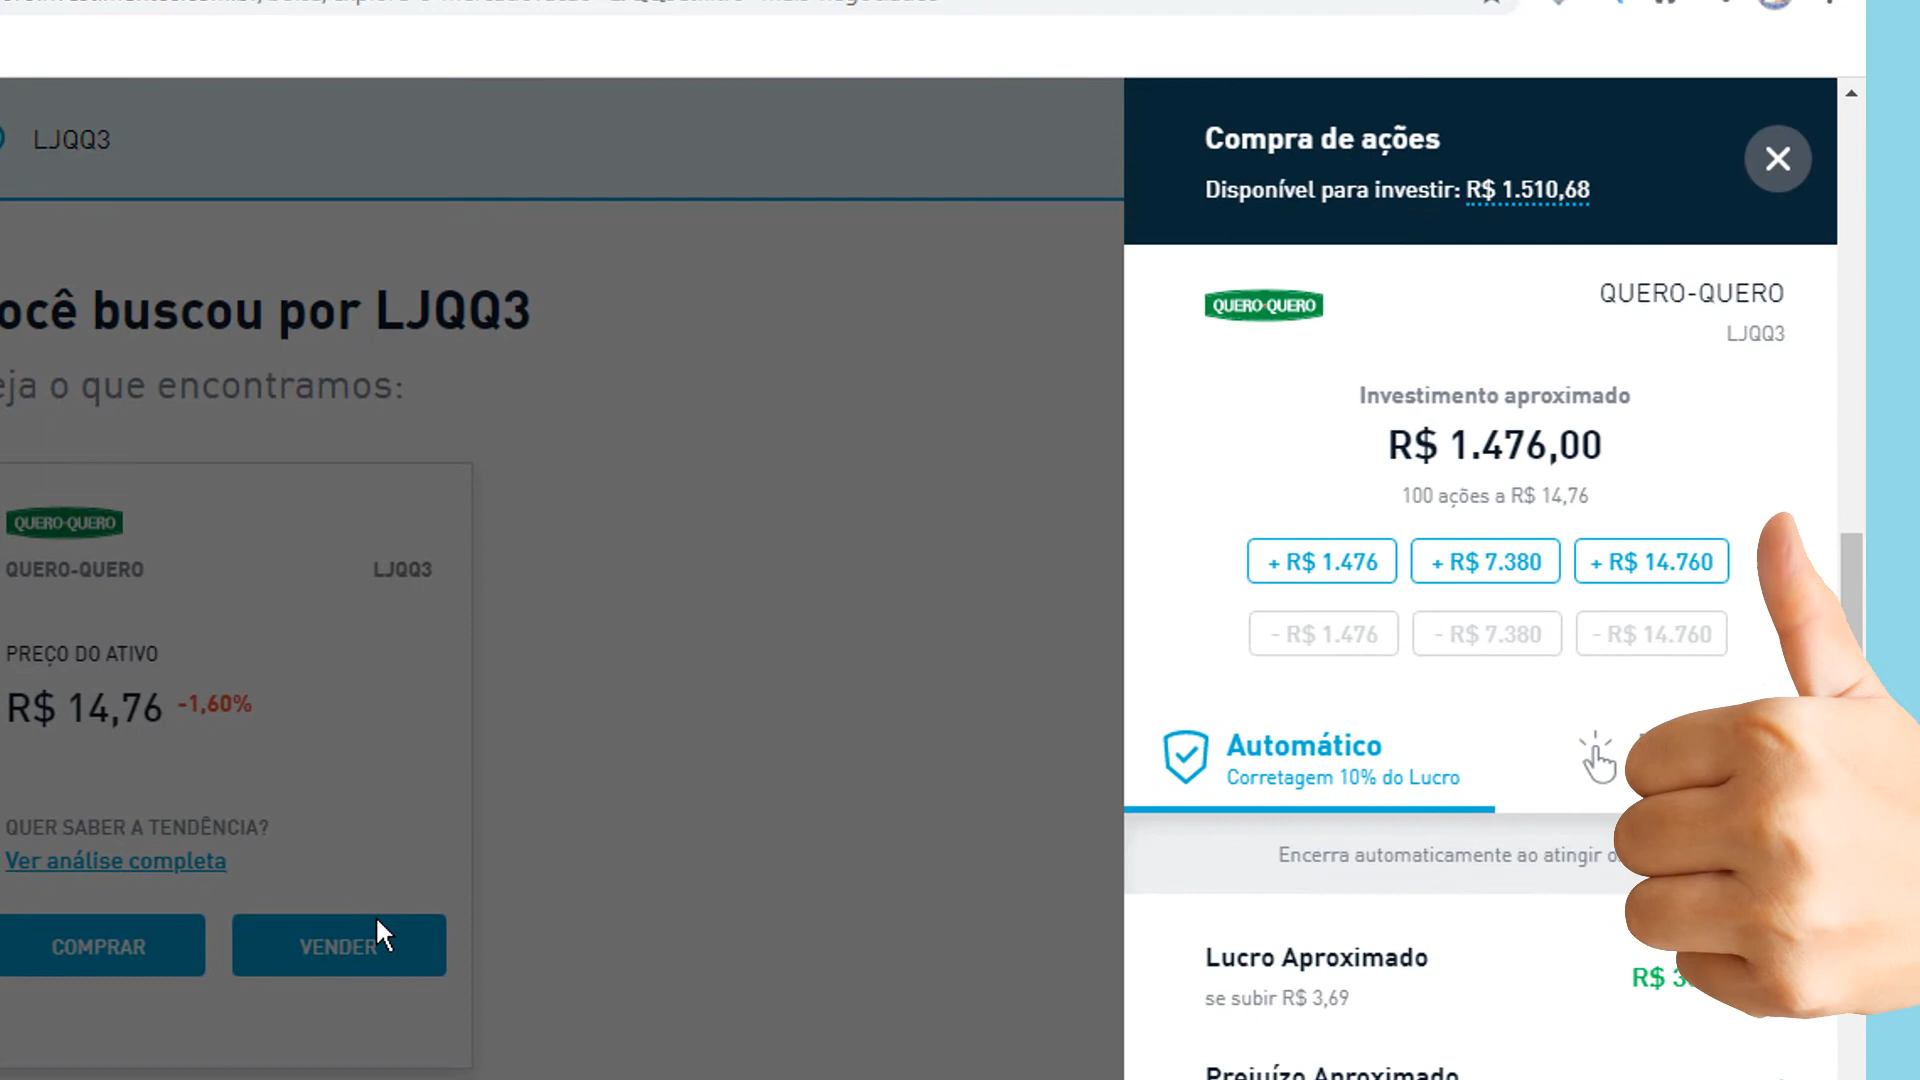 LJQQ3
ocê buscou por LJQQ3
eja o que encontramos:
QUERO-QUERO
QUERO-QUERO LJQQ3
PREÇO DO ATIVO
R$ 14,76 -1,60%
QUER SABER A TENDÊNCIA?
Ver análise completa
COMPRAR VENDER
Compra de ações
Disponível para investir: R$ 1.510,68
QUERO-QUERO
QUERO-QUERO
LJQQ3
Investimento aproximado
R$ 1.476,00
100 ações a R$ 14,76
+ R$ 1.476 + R$ 7.380 + R$ 14.760
- R$ 1.476 - R$ 7.380 - R$ 14.760
Automático
Corretagem 10% do Lucro
Encerra automaticamente ao atingir
Lucro Aproximado
R$ 3
se subir R$ 3,69
Prejuízo Aproximado